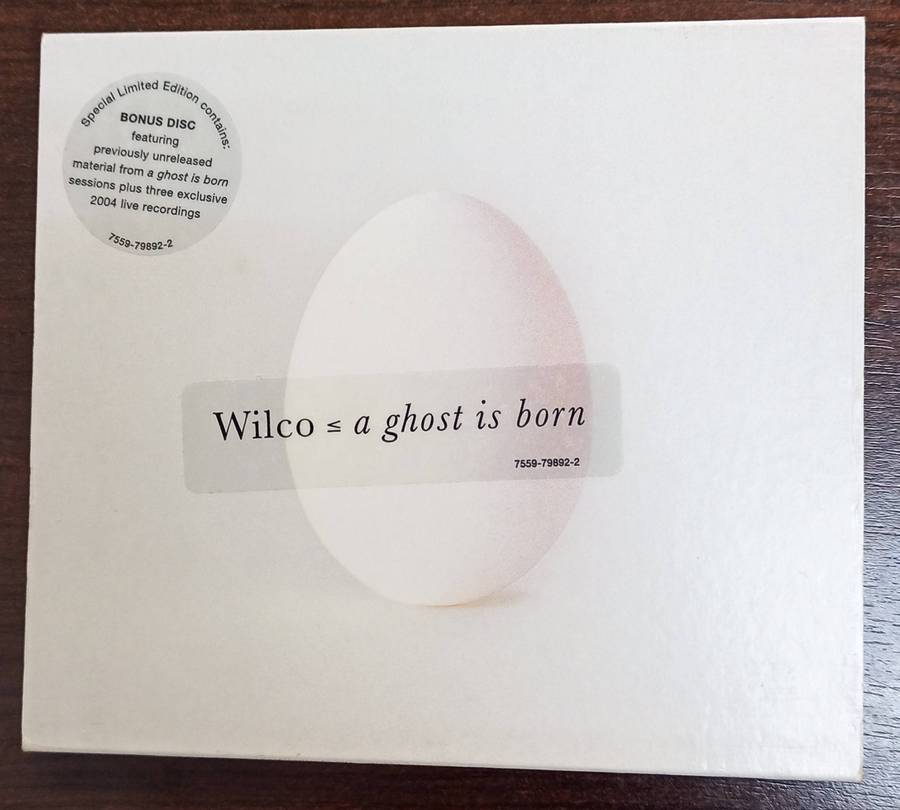 Special Limited Edition contains:
BONUS DISC
featuring
previously unreleased
material from a ghost is born
sessions plus three exclusive
2004 live recordings
7559-79892-2
Wilco ≤ a ghost is born
7559-79892-2